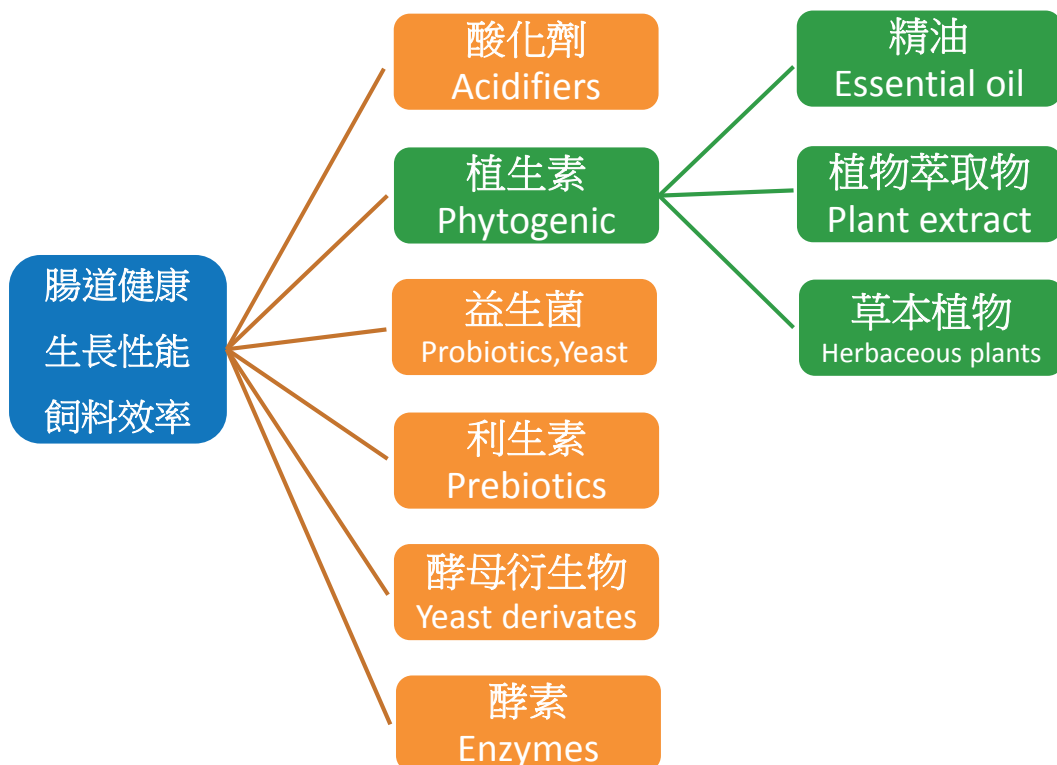 腸道健康
生長性能
飼料效率
酸化劑
Acidifiers
植生素
Phytogenic
益生菌
Probiotics,Yeast
利生素
Prebiotics
酵母衍生物
Yeast derivates
酵素
Enzymes
精油
Essential oil
植物萃取物
Plant extract
草本植物
Herbaceous plants